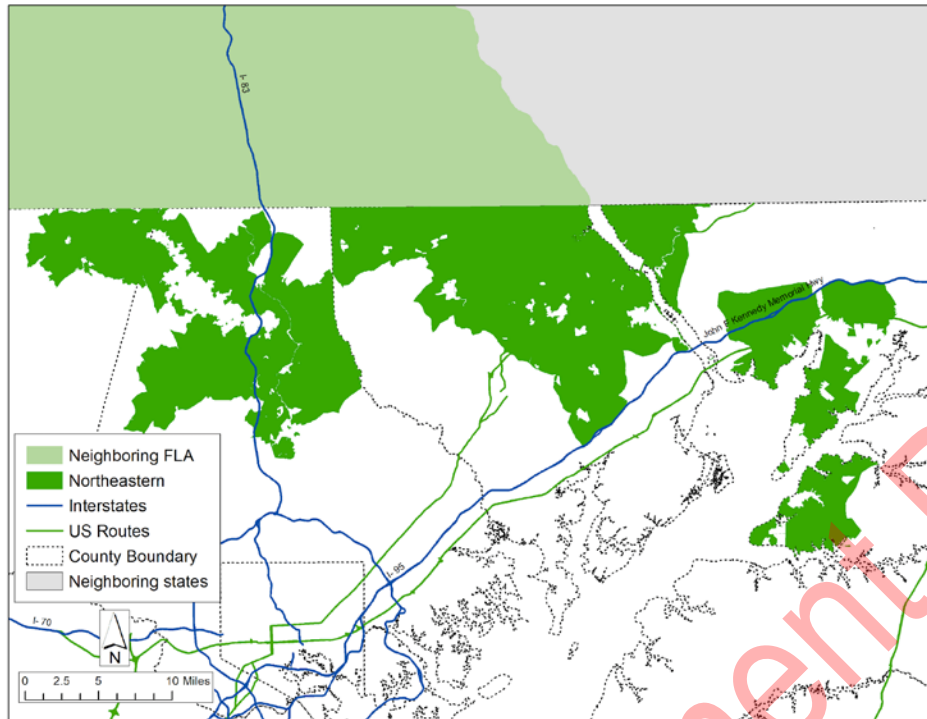 I- 83
John F Kennedy Memorial Hwy
Neighboring FLA
Northeastern
Interstates
US Routes
County Boundary
Neighboring states
I- 95
I- 70
N
0 2.5 5 10 Miles